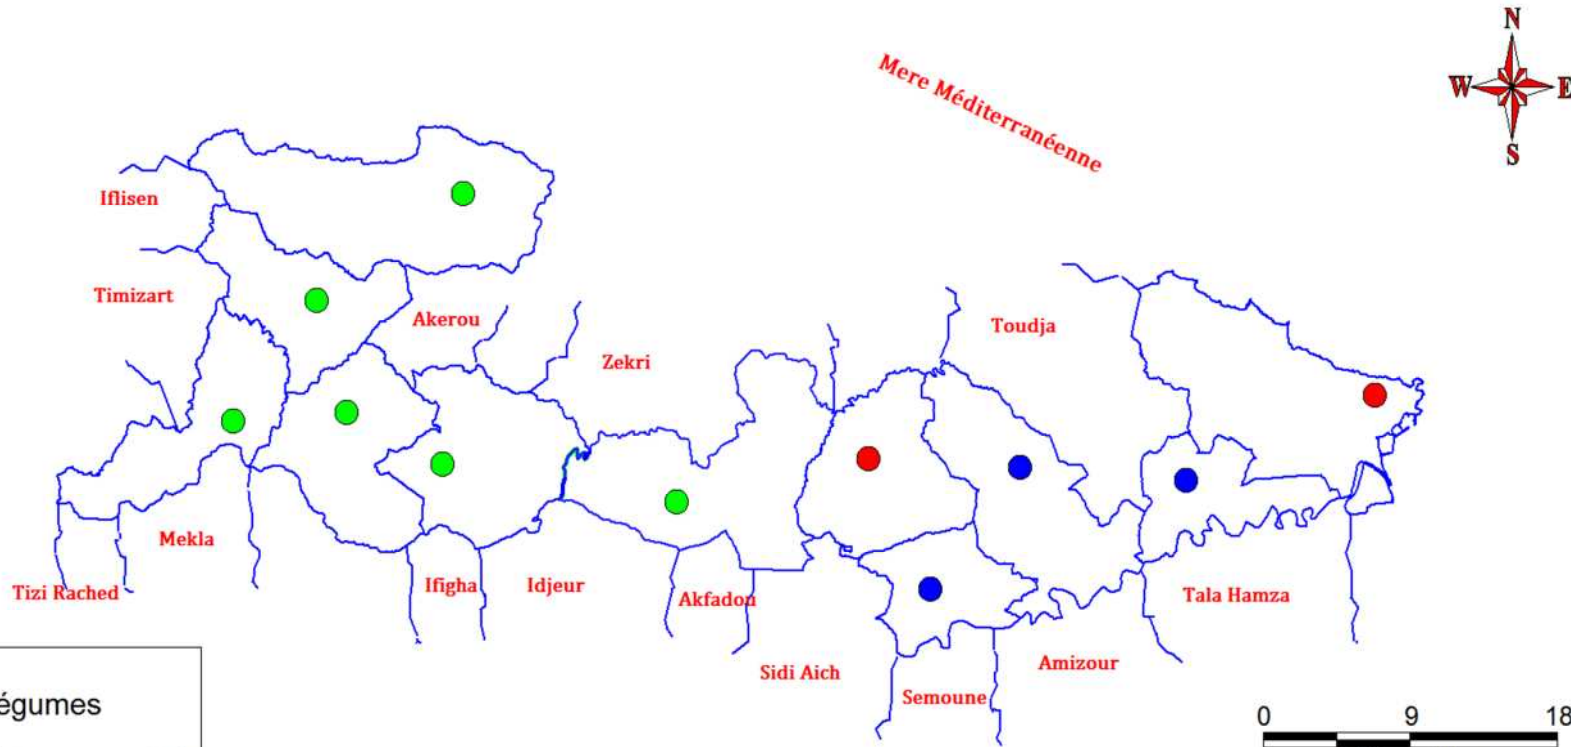 N
Mere Méditerranéenne
W E
S
Iflisen
Timizart
Akerou
Toudja
Zekri
Mekla
Tizi Rached
Ifigha
Idjeur
Akfadou
Tala Hamza
Sidi Aich
Amizour
Semoune
égumes
0 9 18